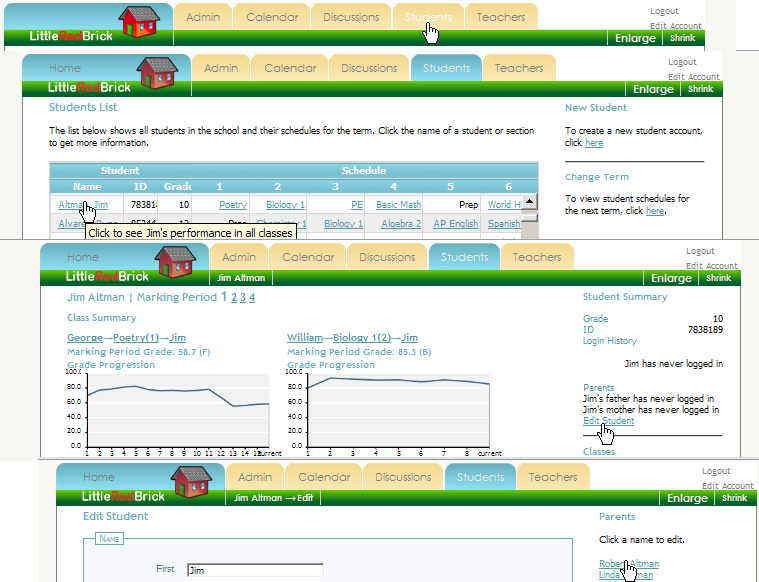 Admin Calendar Discussions Students Teachers
Logout
Edit Account
LittleRedBrick
Enlarge Shrink
Home Admin Calendar Discussions Students Teachers
Logout
Edit Account
LittleRedBrick
Enlarge Shrink
Students List
The list below shows all students in the school and their schedules for the term. Click the name of a student or section
to get more information.
Student Schedule
Name ID Grade 1 2 3 4 5 6
Jim 78381 10 Poetry Biology 1 PE Basic Math Prep World H
Biology 1 Algebra 2 AP English Spanish
Click to see Jim's performance in all classes
New Student
To create a new student account,
click here
Change Term
To view student schedules for
the next term, click here.
Home Admin Calendar Discussions Students Teachers
Logout
Edit Account
LittleRedBrick
Jim Altman
Enlarge Shrink
Jim Altman | Marking Period 1 2 3 4
Class Summary
George→Poetry(1)→Jim
Marking Period Grade: 58.7 (F)
Grade Progression
100.0
80.0
60.0
40.0
20.0
0.0
1 2 3 4 5 6 7 8 9 10 11 12 13 14 current
William→Biology 1(2)→Jim
Marking Period Grade: 85.3 (B)
Grade Progression
100.0
80.0
60.0
40.0
20.0
0.0
1 2 3 4 5 6 7 8 current
Student Summary
Grade 10
ID 7838189
Login History
Jim has never logged in
Parents
Jim's father has never logged in
Jim's mother has never logged in
Edit Student
Classes
Home Admin Calendar Discussions Students Teachers
Logout
Edit Account
LittleRedBrick
Jim Altman →Edit
Enlarge Shrink
Edit Student
Name
First Jim
Parents
Click a name to edit.
Robert Altman
Linda Altman